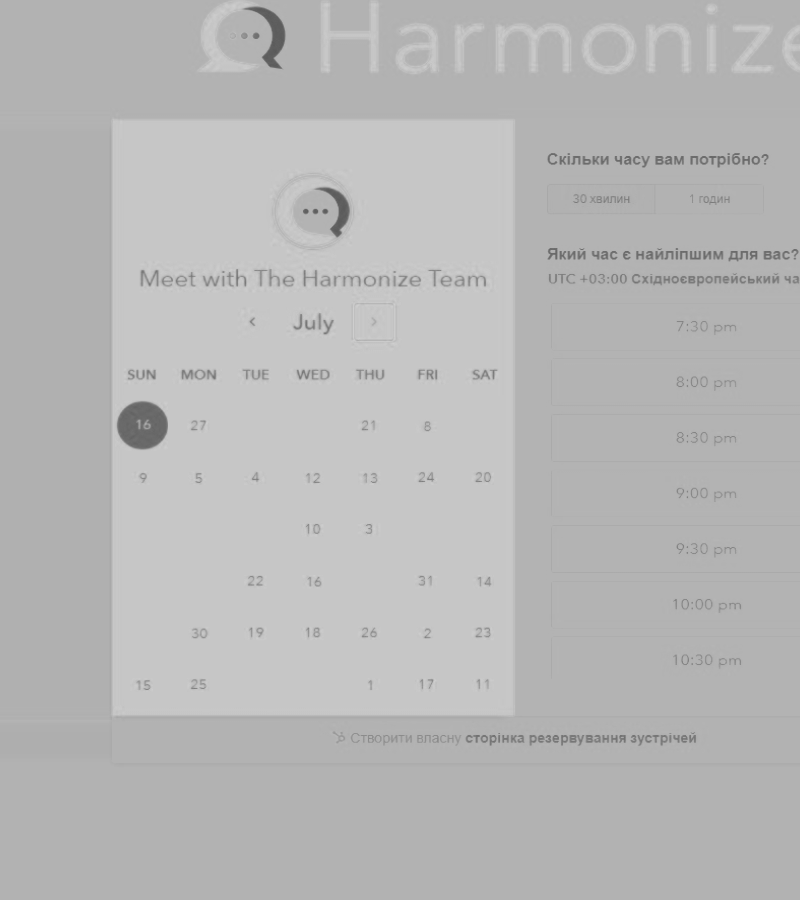 Harmonize
Meet with The Harmonize Team
July
SUN MON TUE WED THU FRI SAT
16 27 21 8
9 5 4 12 13 24 20
10 3
22 16 31 14
30 19 18 26 2 23
15 25 1 17 11
Скільки часу вам потрібно?
30 хвилин 1 годин
Який час є найліпшим для вас?
UTC +03:00 Східноєвропейський ча
7:30 pm
8:00 pm
8:30 pm
9:00 pm
9:30 pm
10:00 pm
10:30 pm
Створити власну сторінка резервування зустрічей